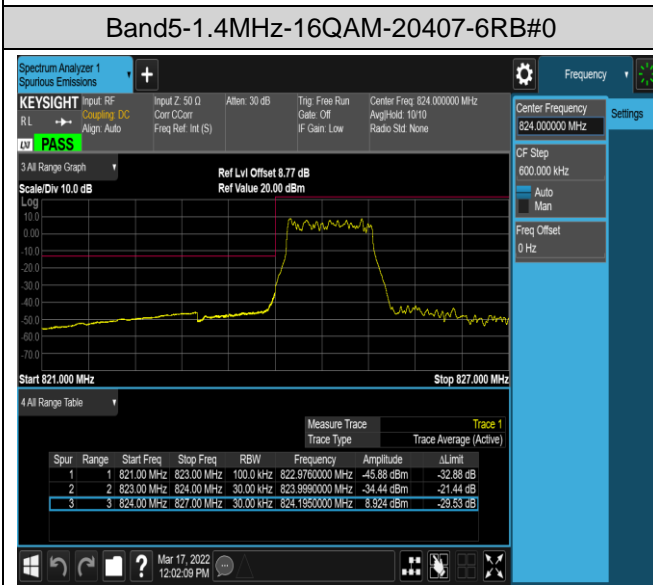 Band5-1.4MHz-16QAM-20407-6RB#0
Spectrum Analyzer 1
Spurious Emissions
+
Frequency
KEYSIGHT Input: RF Input Z: 50 Ω Atten: 30 dB Trig: Free Run Center Freq: 824.000000 MHz
RL Coupling: DC Corr CCorr Gate: Off Avg|Hold: 10/10
Align: Auto Freq Ref: Int (S) IF Gain: Low Radio Std: None
LXI PASS
Center Frequency
824.000000 MHz
Settings
CF Step
600.000 kHz
Auto
Man
Freq Offset
0 Hz
3 All Range Graph
Ref Lvl Offset 8.77 dB
Scale/Div 10.0 dB Ref Value 20.00 dBm
Log
10.0
0.00
-10.0
-20.0
-30.0
-40.0
-50.0
-60.0
-70.0
Start 821.000 MHz Stop 827.000 MHz
4 All Range Table
Measure Trace Trace 1
Trace Type Trace Average (Active)
Spur Range Start Freq Stop Freq RBW Frequency Amplitude ΔLimit
1 1 821.00 MHz 823.00 MHz 100.0 kHz 822.9760000 MHz -45.88 dBm -32.88 dB
2 2 823.00 MHz 824.00 MHz 30.00 kHz 823.9990000 MHz -34.44 dBm -21.44 dB
3 3 824.00 MHz 827.00 MHz 30.00 kHz 824.1950000 MHz 8.924 dBm -29.53 dB
? Mar 17, 2022
12:02:09 PM